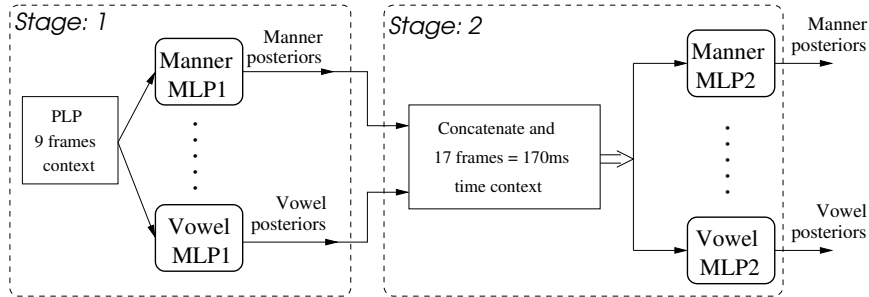 Stage: 1
PLP
9 frames
context
Manner
MLP1
Manner
posteriors
Vowel
MLP1
Vowel
posteriors
Stage: 2
Concatenate and
17 frames = 170ms
time context
Manner
MLP2
Manner
posteriors
Vowel
MLP2
Vowel
posteriors